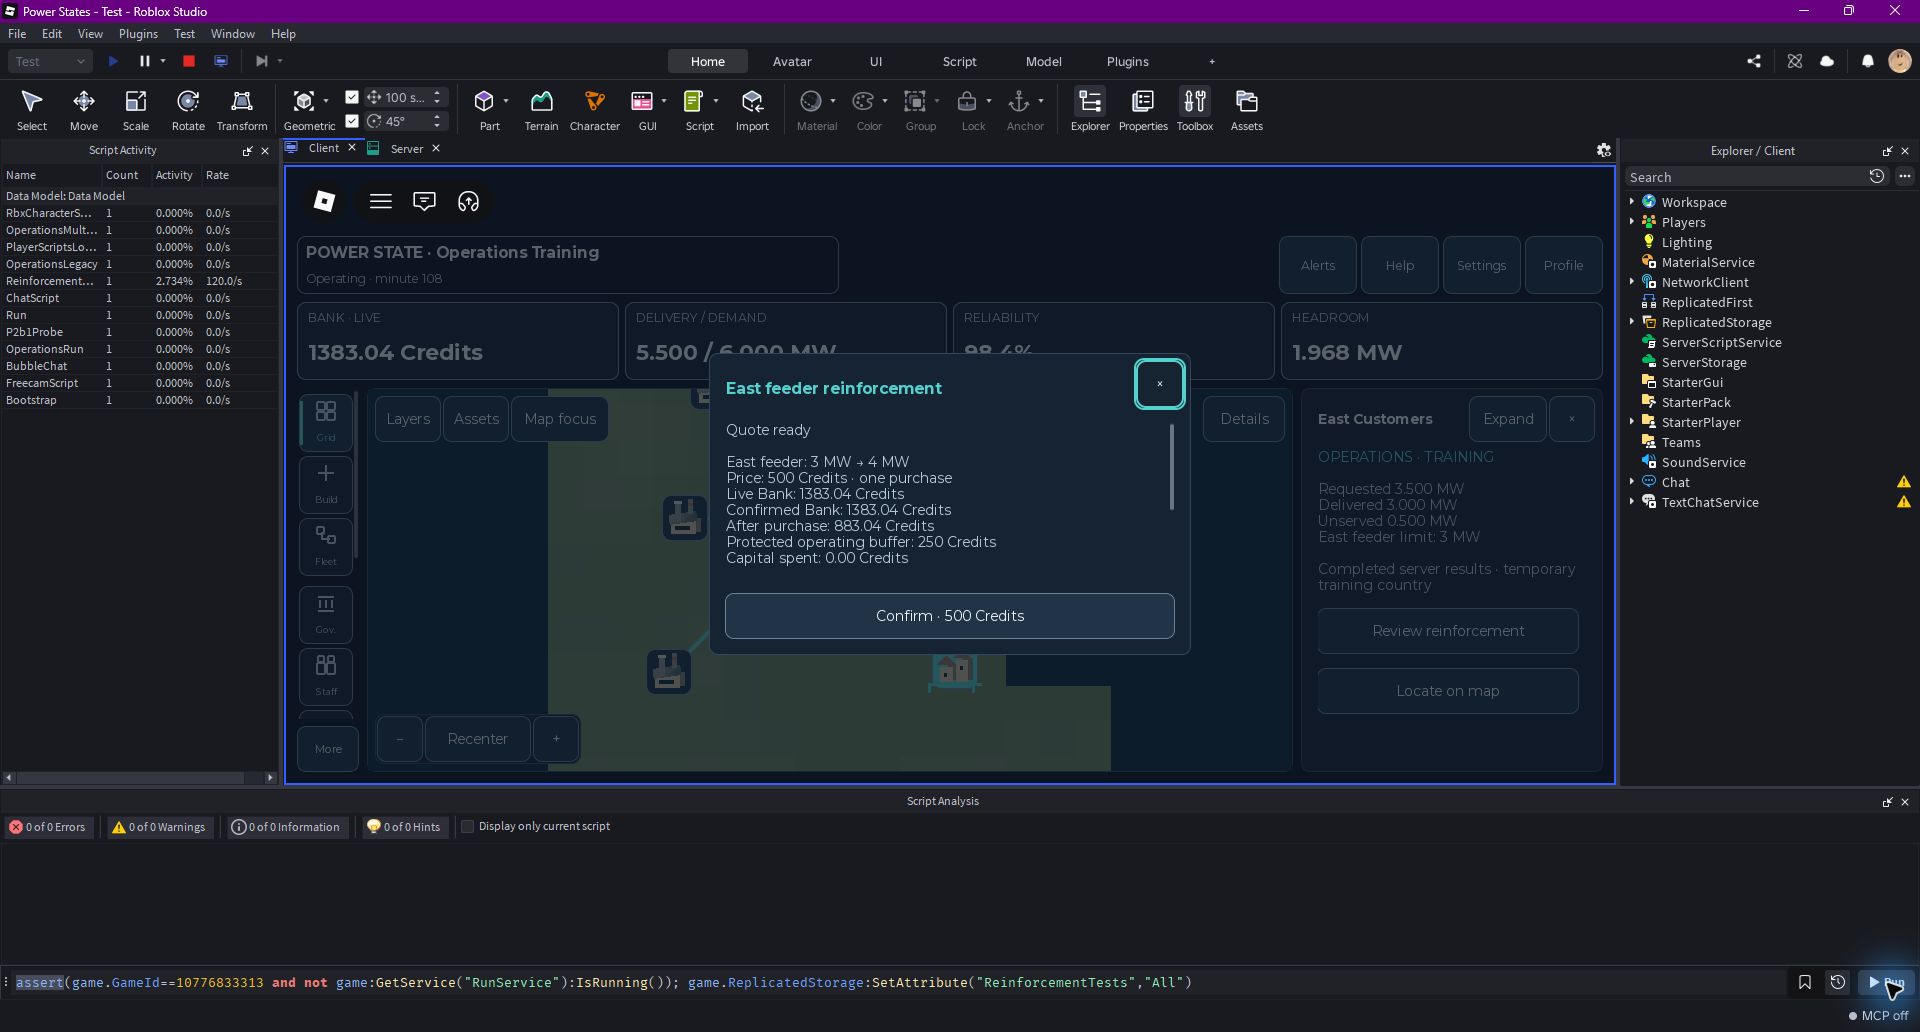 Power States - Test - Roblox Studio
File Edit View Plugins Test Window Help
Test
Home Avatar UI Script Model Plugins +
Select Move Scale Rotate Transform Geometric 100 s... 45° Part Terrain Character GUI Script Import Material Color Group Lock Anchor Explorer Properties Toolbox Assets
Script Activity
Client Server
Explorer / Client
Name Count Activity Rate
Data Model: Data Model
RbxCharacterS... 1 0.000% 0.0/s
OperationsMult... 1 0.000% 0.0/s
PlayerScriptsLo... 1 0.000% 0.0/s
OperationsLegacy 1 0.000% 0.0/s
Reinforcement... 1 2.734% 120.0/s
ChatScript 1 0.000% 0.0/s
Run 1 0.000% 0.0/s
P2b1Probe 1 0.000% 0.0/s
OperationsRun 1 0.000% 0.0/s
BubbleChat 1 0.000% 0.0/s
FreecamScript 1 0.000% 0.0/s
Bootstrap 1 0.000% 0.0/s
POWER STATE · Operations Training
Operating · minute 108
Alerts Help Settings Profile
BANK · LIVE
1383.04 Credits
DELIVERY / DEMAND
5.500 / 6.000 MW
RELIABILITY
98.4%
HEADROOM
1.968 MW
Grid
Build
Fleet
Gov.
Staff
More
Layers Assets Map focus
Details
East feeder reinforcement
×
Quote ready
East feeder: 3 MW → 4 MW
Price: 500 Credits · one purchase
Live Bank: 1383.04 Credits
Confirmed Bank: 1383.04 Credits
After purchase: 883.04 Credits
Protected operating buffer: 250 Credits
Capital spent: 0.00 Credits
Confirm · 500 Credits
− Recenter +
East Customers Expand ×
OPERATIONS · TRAINING
Requested 3.500 MW
Delivered 3.000 MW
Unserved 0.500 MW
East feeder limit: 3 MW
Completed server results · temporary
training country
Review reinforcement
Locate on map
Search
Workspace
Players
Lighting
MaterialService
NetworkClient
ReplicatedFirst
ReplicatedStorage
ServerScriptService
ServerStorage
StarterGui
StarterPack
StarterPlayer
Teams
SoundService
Chat
TextChatService
Script Analysis
0 of 0 Errors 0 of 0 Warnings 0 of 0 Information 0 of 0 Hints Display only current script
assert(game.GameId==10776833313 and not game:GetService("RunService"):IsRunning()); game.ReplicatedStorage:SetAttribute("ReinforcementTests","All")
MCP off